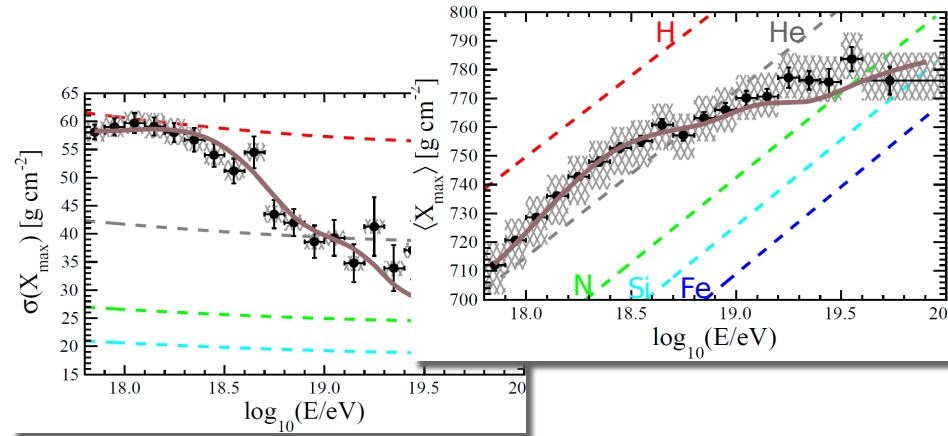 65
60
55
50
45
40
35
30
25
20
15
σ(X_max) [g cm^-2]
18.0 18.5 19.0 19.5 20
log_10(E/eV)
800
790
780
770
760
750
740
730
720
710
700
⟨X_max⟩ [g cm^-2]
H He
N Si Fe
18.0 18.5 19.0 19.5 20
log_10(E/eV)